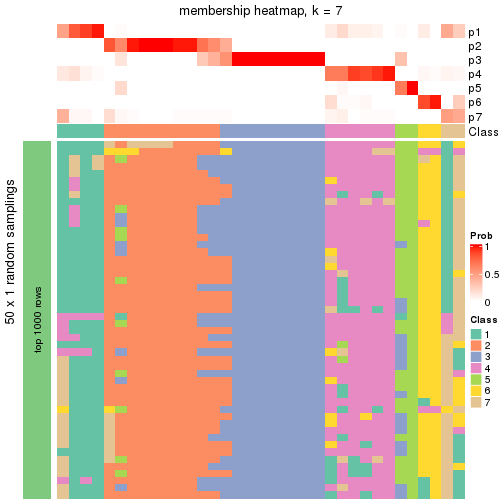 membership heatmap, k = 7
p1
p2
p3
p4
p5
p6
p7
Class
50 x 1 random samplings
top 1000 rows
Prob
1
0.5
0
Class
1
2
3
4
5
6
7